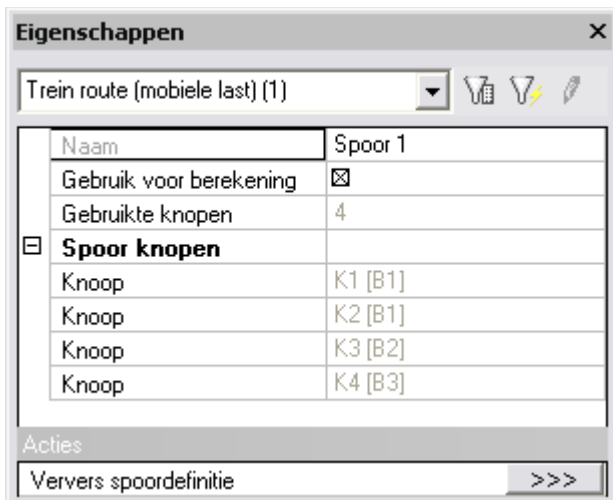 Eigenschappen
Trein route (mobiele last) (1)
Naam Spoor 1
Gebruik voor berekening
Gebruikte knopen 4
Spoor knopen
Knoop K1 [B1]
Knoop K2 [B1]
Knoop K3 [B2]
Knoop K4 [B3]
Acties
Ververs spoordefinitie >>>